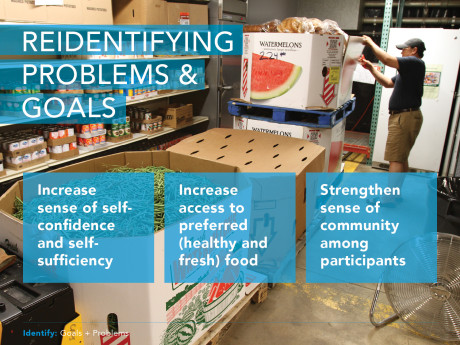 REIDENTIFYING
PROBLEMS &
GOALS
WATERMELONS
WATERMELONS
Increase
sense of self-
confidence
and self-
sufficiency
Increase
access to
preferred
(healthy and
fresh) food
Strengthen
sense of
community
among
participants
Identify: Goals + Problems